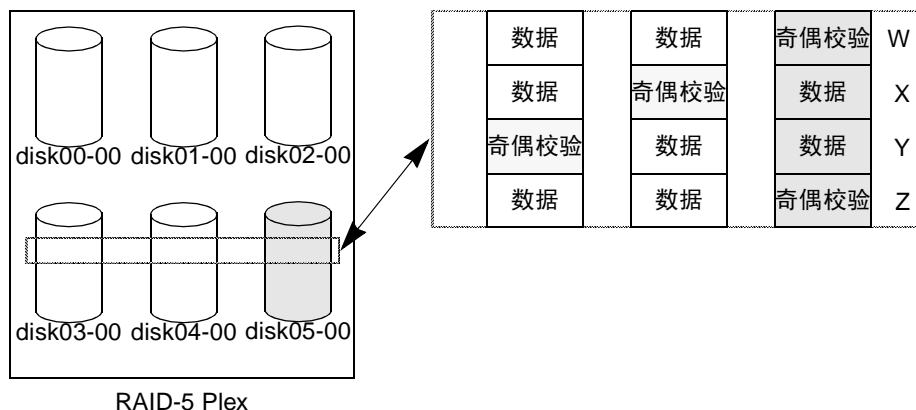 disk00-00 disk01-00 disk02-00
disk03-00 disk04-00 disk05-00
RAID-5 Plex
数据 数据 奇偶校验 W
数据 奇偶校验 数据 X
奇偶校验 数据 数据 Y
数据 数据 奇偶校验 Z